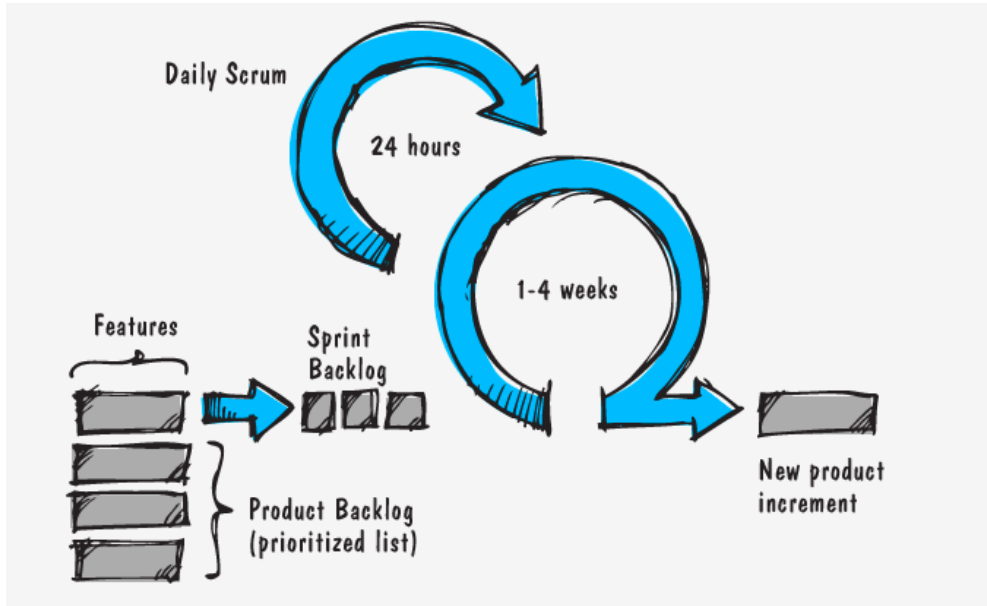 Daily Scrum
24 hours
1-4 weeks
Features
Sprint
Backlog
New product
increment
Product Backlog
(prioritized list)